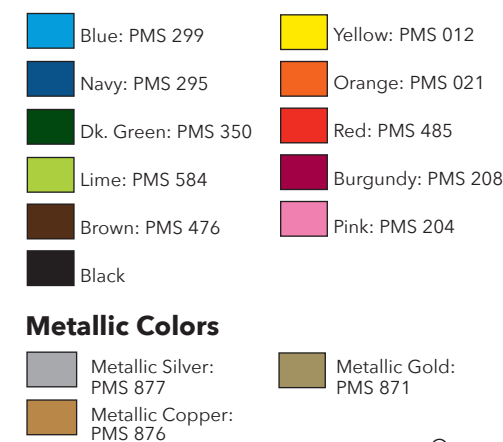 Blue: PMS 299
Navy: PMS 295
Dk. Green: PMS 350
Lime: PMS 584
Brown: PMS 476
Black
Yellow: PMS 012
Orange: PMS 021
Red: PMS 485
Burgundy: PMS 208
Pink: PMS 204
Metallic Colors
Metallic Silver:
PMS 877
Metallic Copper:
PMS 876
Metallic Gold:
PMS 871